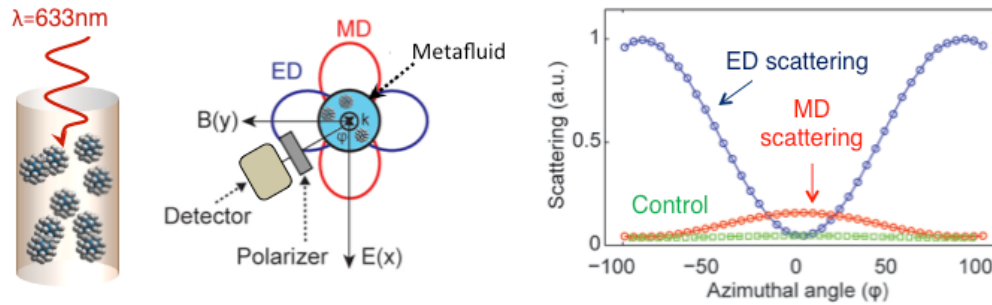 λ=633nm
MD
ED
Metafluid
B(y)
k
φ
Detector
Polarizer
E(x)
Scattering (a.u.)
1
0.5
0
ED scattering
MD
scattering
Control
−100
−50
0
50
100
Azimuthal angle (φ)